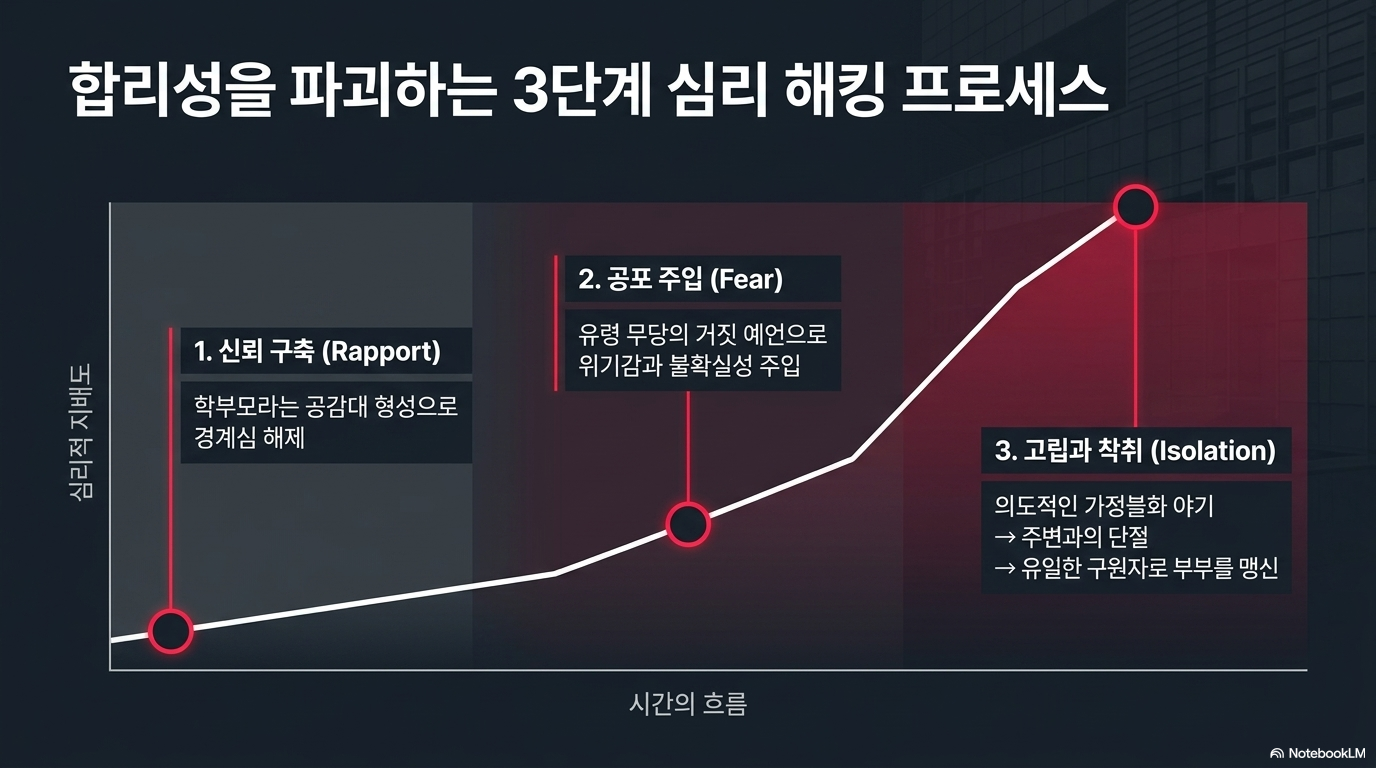 합리성을 파괴하는 3단계 심리 해킹 프로세스
심리적 지배도
1. 신뢰 구축 (Rapport)
학부모라는 공감대 형성으로
경계심 해제
2. 공포 주입 (Fear)
유령 무당의 거짓 예언으로
위기감과 불확실성 주입
3. 고립과 착취 (Isolation)
의도적인 가정블화 야기
→ 주변과의 단절
→ 유일한 구원자로 부부를 맹신
시간의 흐름
NotebookLM